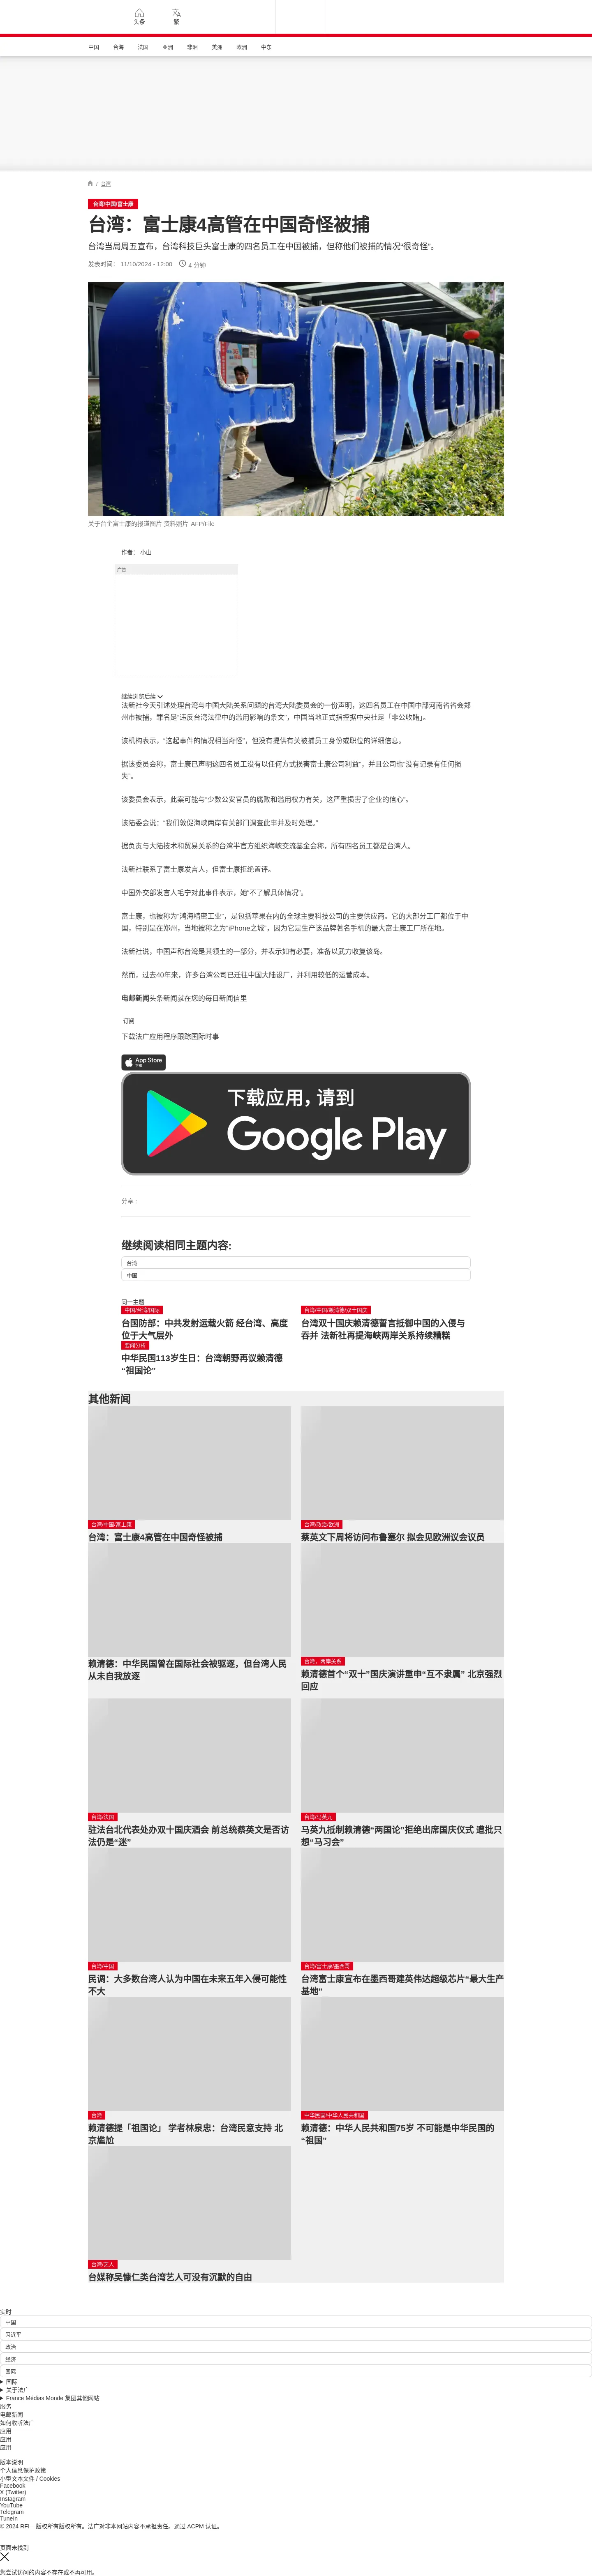 头条
繁
中国
台海
法国
亚洲
非洲
美洲
欧洲
中东
/ 台湾
台湾/中国/富士康
台湾：富士康4高管在中国奇怪被捕
台湾当局周五宣布，台湾科技巨头富士康的四名员工在中国被捕，但称他们被捕的情况“很奇怪”。
发表时间： 11/10/2024 - 12:00
4 分钟
FOXCONN
关于台企富士康的报道图片 资料照片 AFP/File
作者： 小山
广告
继续浏览后续
法新社今天引述处理台湾与中国大陆关系问题的台湾大陆委员会的一份声明，这四名员工在中国中部河南省省会郑
州市被捕，罪名是“违反台湾法律中的滥用影响的条文”，中国当地正式指控据中央社是「非公收贿」。
该机构表示，“这起事件的情况相当奇怪”，但没有提供有关被捕员工身份或职位的详细信息。
据该委员会称，富士康已声明这四名员工没有以任何方式损害富士康公司利益”，并且公司也“没有记录有任何损
失”。
该委员会表示，此案可能与“少数公安官员的腐败和滥用权力有关，这严重损害了企业的信心”。
该陆委会说：“我们敦促海峡两岸有关部门调查此事并及时处理。”
据负责与大陆技术和贸易关系的台湾半官方组织海峡交流基金会称，所有四名员工都是台湾人。
法新社联系了富士康发言人，但富士康拒绝置评。
中国外交部发言人毛宁对此事件表示，她“不了解具体情况”。
富士康，也被称为“鸿海精密工业”，是包括苹果在内的全球主要科技公司的主要供应商。它的大部分工厂都位于中
国，特别是在郑州，当地被称之为“iPhone之城”，因为它是生产该品牌著名手机的最大富士康工厂所在地。
法新社说，中国声称台湾是其领土的一部分，并表示如有必要，准备以武力收复该岛。
然而，过去40年来，许多台湾公司已迁往中国大陆设厂，并利用较低的运营成本。
电邮新闻头条新闻就在您的每日新闻信里
订阅
下载法广应用程序跟踪国际时事
App Store
下载
下载应用，请到
Google Play
分享 :
继续阅读相同主题内容:
台湾
中国
同一主题
中国/台湾/国际
台国防部：中共发射运载火箭 经台湾、高度
位于大气层外
台湾/中国/赖清德/双十国庆
台湾双十国庆赖清德誓言抵御中国的入侵与
吞并 法新社再提海峡两岸关系持续糟糕
要闻分析
中华民国113岁生日：台湾朝野再议赖清德
“祖国论”
其他新闻
台湾/中国/富士康
台湾：富士康4高管在中国奇怪被捕
台湾/政治/欧洲
蔡英文下周将访问布鲁塞尔 拟会见欧洲议会议员
赖清德：中华民国曾在国际社会被驱逐，但台湾人民
从未自我放逐
台湾，两岸关系
赖清德首个“双十”国庆演讲重申“互不隶属” 北京强烈
回应
台湾/法国
驻法台北代表处办双十国庆酒会 前总统蔡英文是否访
法仍是“迷”
台湾/马英九
马英九抵制赖清德“两国论”拒绝出席国庆仪式 遭批只
想“马习会”
台湾/中国
民调：大多数台湾人认为中国在未来五年入侵可能性
不大
台湾/富士康/墨西哥
台湾富士康宣布在墨西哥建英伟达超级芯片“最大生产
基地”
台湾
赖清德提「祖国论」 学者林泉忠：台湾民意支持 北
京尴尬
中华民国/中华人民共和国
赖清德：中华人民共和国75岁 不可能是中华民国的
“祖国”
台湾/艺人
台媒称吴慷仁类台湾艺人可没有沉默的自由
实时
中国
习近平
政治
经济
国际
国际
关于法广
France Médias Monde 集团其他网站
服务
电邮新闻
如何收听法广
应用
应用
应用
版本说明
个人信息保护政策
小型文本文件 / Cookies
Facebook
X (Twitter)
Instagram
YouTube
Telegram
TuneIn
© 2024 RFI – 版权所有版权所有。法广对非本网站内容不承担责任。通过 ACPM 认证。
页面未找到
您尝试访问的内容不存在或不再可用。